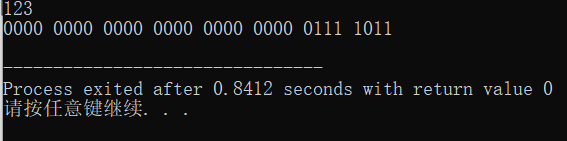 123
0000 0000 0000 0000 0000 0000 0111 1011
--------------------------------
Process exited after 0.8412 seconds with return value 0
请按任意键继续. . .